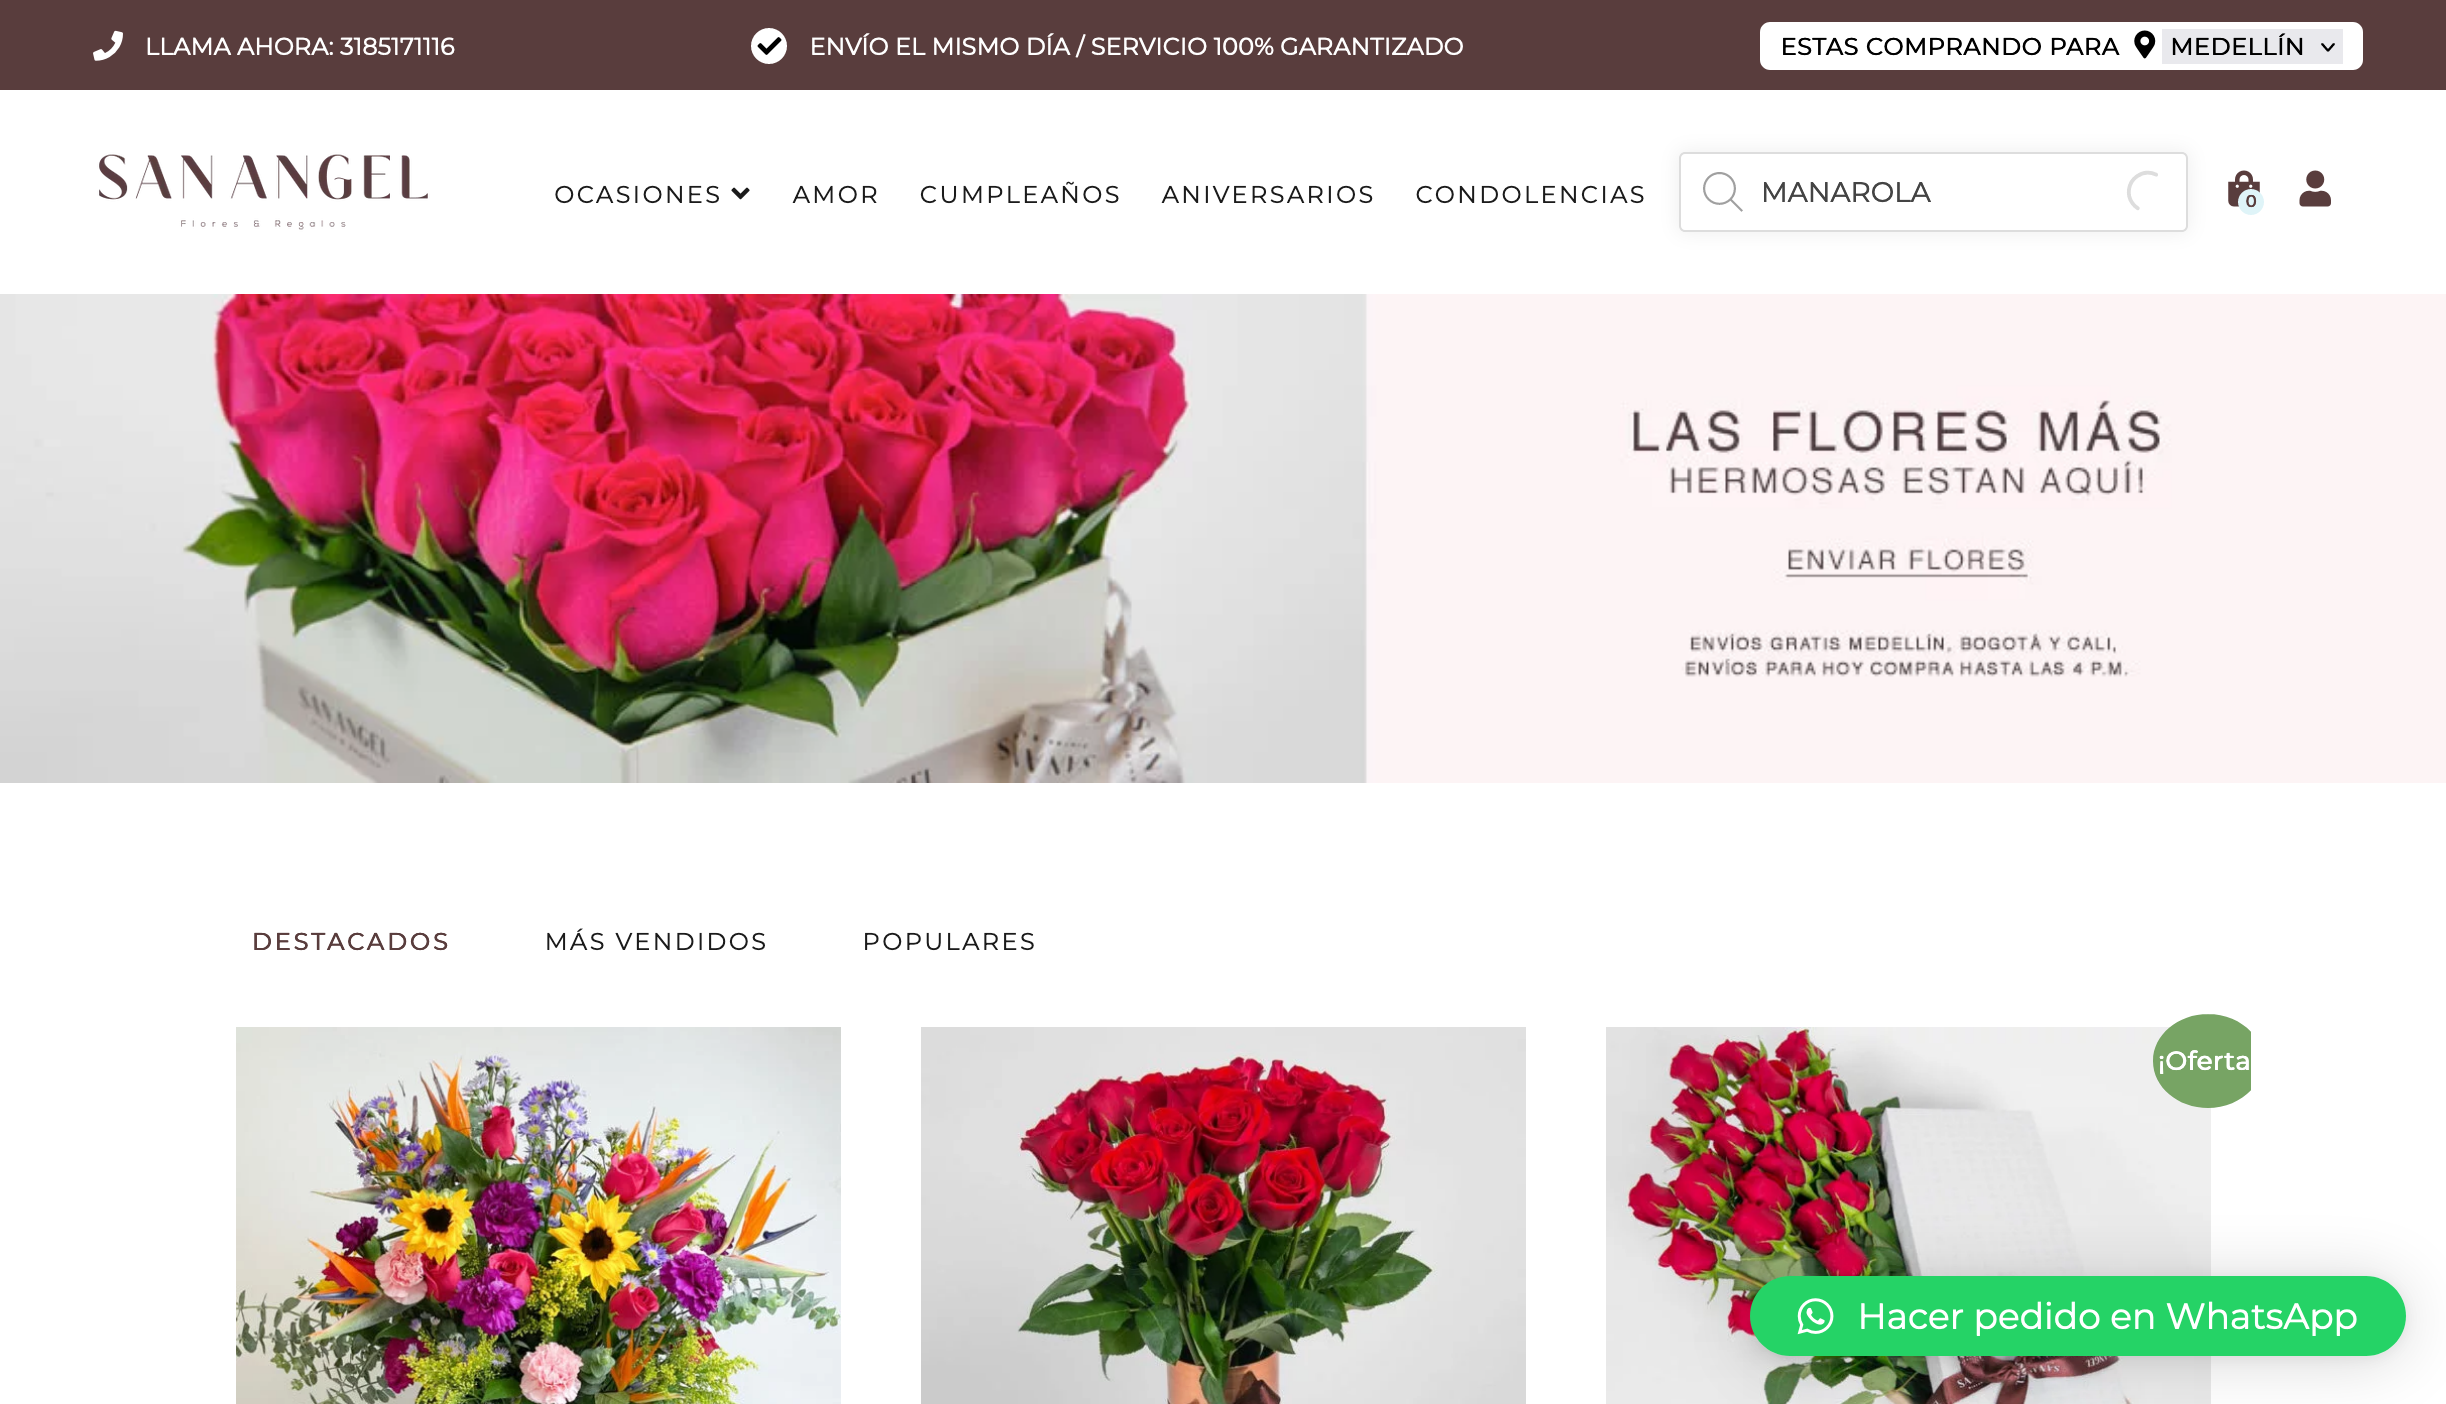 LLAMA AHORA: 3185171116
ENVÍO EL MISMO DÍA / SERVICIO 100% GARANTIZADO
ESTAS COMPRANDO PARA MEDELLÍN
SAN ANGEL
Flores & Regalos
OCASIONES
AMOR
CUMPLEAÑOS
ANIVERSARIOS
CONDOLENCIAS
MANAROLA
0
LAS FLORES MÁS
HERMOSAS ESTAN AQUÍ!
ENVIAR FLORES
ENVÍOS GRATIS MEDELLÍN, BOGOTÁ Y CALI,
ENVÍOS PARA HOY COMPRA HASTA LAS 4 P.M.
SAN ANGEL
DESTACADOS
MÁS VENDIDOS
POPULARES
¡Oferta
Hacer pedido en WhatsApp